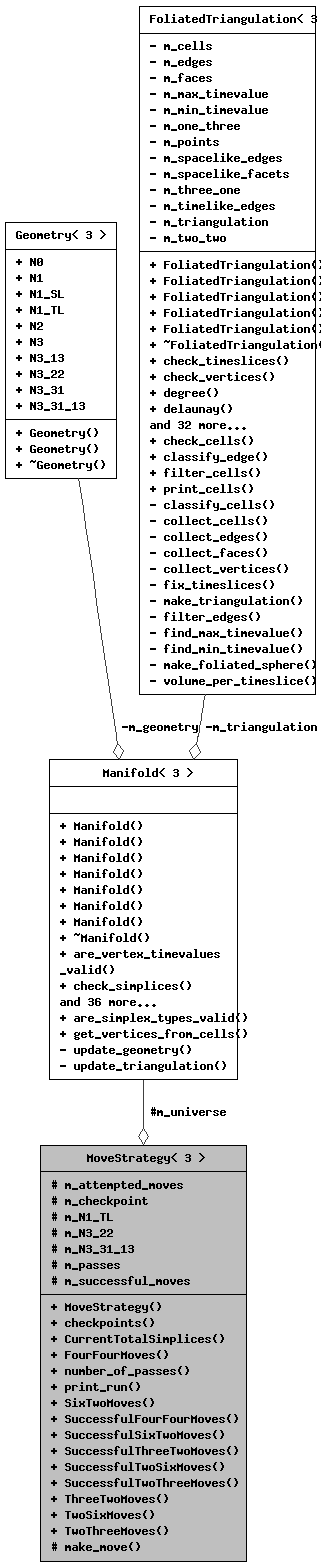 FoliatedTriangulation< 3
- m_cells
- m_edges
- m_faces
- m_max_timevalue
- m_min_timevalue
- m_one_three
- m_points
- m_spacelike_edges
- m_spacelike_facets
- m_three_one
- m_timelike_edges
- m_triangulation
- m_two_two
+ FoliatedTriangulation()
+ FoliatedTriangulation()
+ FoliatedTriangulation()
+ FoliatedTriangulation()
+ FoliatedTriangulation()
+ ~FoliatedTriangulation(
+ check_timeslices()
+ check_vertices()
+ degree()
+ delaunay()
and 32 more...
+ check_cells()
+ classify_edge()
+ filter_cells()
+ print_cells()
- classify_cells()
- collect_cells()
- collect_edges()
- collect_faces()
- collect_vertices()
- fix_timeslices()
- make_triangulation()
- filter_edges()
- find_max_timevalue()
- find_min_timevalue()
- make_foliated_sphere()
- volume_per_timeslice()
Geometry< 3 >
+ N0
+ N1
+ N1_SL
+ N1_TL
+ N2
+ N3
+ N3_13
+ N3_22
+ N3_31
+ N3_31_13
+ Geometry()
+ Geometry()
+ ~Geometry()
-m_geometry
-m_triangulation
Manifold< 3 >
+ Manifold()
+ Manifold()
+ Manifold()
+ Manifold()
+ Manifold()
+ Manifold()
+ Manifold()
+ ~Manifold()
+ are_vertex_timevalues
_valid()
+ check_simplices()
and 36 more...
+ are_simplex_types_valid()
+ get_vertices_from_cells()
- update_geometry()
- update_triangulation()
#m_universe
MoveStrategy< 3 >
# m_attempted_moves
# m_checkpoint
# m_N1_TL
# m_N3_22
# m_N3_31_13
# m_passes
# m_successful_moves
+ MoveStrategy()
+ checkpoints()
+ CurrentTotalSimplices()
+ FourFourMoves()
+ number_of_passes()
+ print_run()
+ SixTwoMoves()
+ SuccessfulFourFourMoves()
+ SuccessfulSixTwoMoves()
+ SuccessfulThreeTwoMoves()
+ SuccessfulTwoSixMoves()
+ SuccessfulTwoThreeMoves()
+ ThreeTwoMoves()
+ TwoSixMoves()
+ TwoThreeMoves()
# make_move()